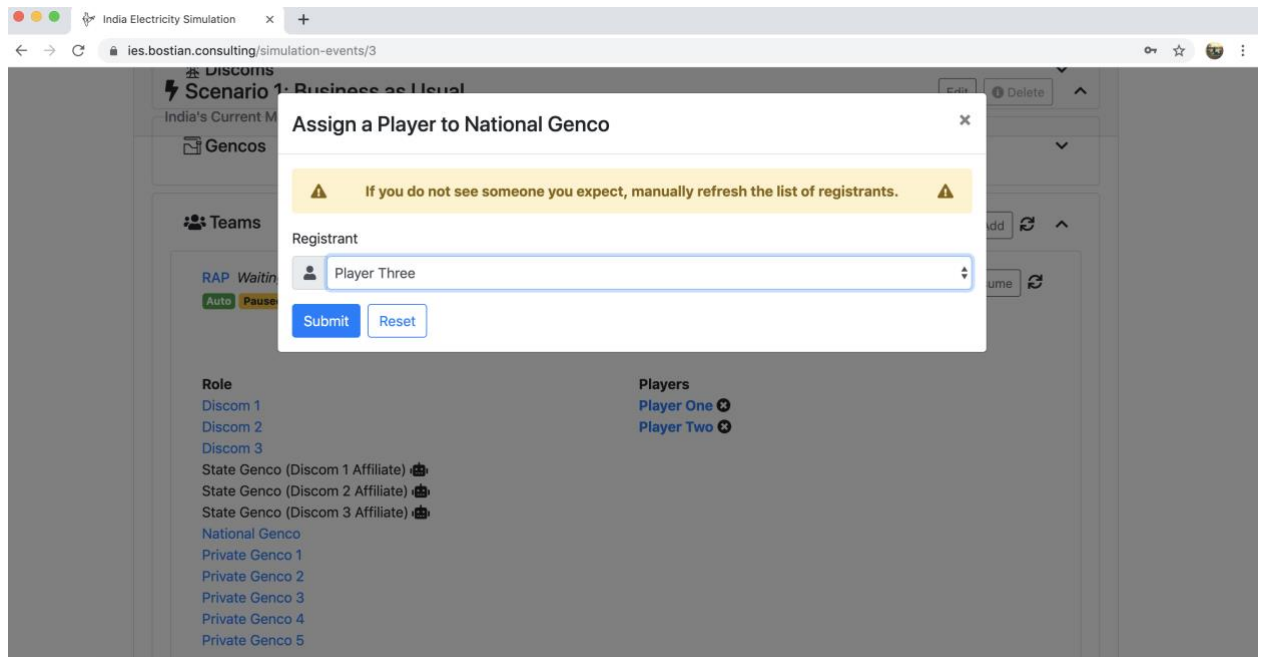 India Electricity Simulation
ies.bostian.consulting/simulation-events/3
Discoms
Scenario 1: Business as Usual
Edit
Delete
India's Current M
Assign a Player to National Genco
Gencos
If you do not see someone you expect, manually refresh the list of registrants.
Teams
dd
Registrant
RAP Waitin
Player Three
ume
Auto Pause
Submit Reset
Role Players
Discom 1 Player One
Discom 2 Player Two
Discom 3
State Genco (Discom 1 Affiliate)
State Genco (Discom 2 Affiliate)
State Genco (Discom 3 Affiliate)
National Genco
Private Genco 1
Private Genco 2
Private Genco 3
Private Genco 4
Private Genco 5